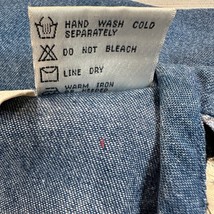 HAND WASH COLD
SEPARATELY
DO NOT BLEACH
LINE DRY
WARM IRON